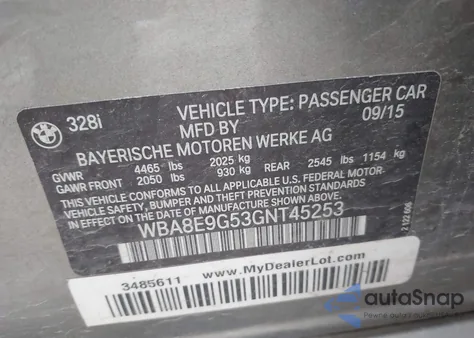 BMW
328i
VEHICLE TYPE: PASSENGER CAR
MFD BY
09/15
BAYERISCHE MOTOREN WERKE AG
GVWR 4465 lbs 2025 kg
GAWR FRONT 2050 lbs 930 kg REAR 2545 lbs 1154 kg
THIS VEHICLE CONFORMS TO ALL APPLICABLE U.S. FEDERAL MOTOR
VEHICLE SAFETY, BUMPER, AND THEFT PREVENTION STANDARDS
IN EFFECT ON THE DATE OF MANUFACTURE SHOWN ABOVE.
WBA8E9G53GNT45253
3485611 www.MyDealerLot.com
autoSnap